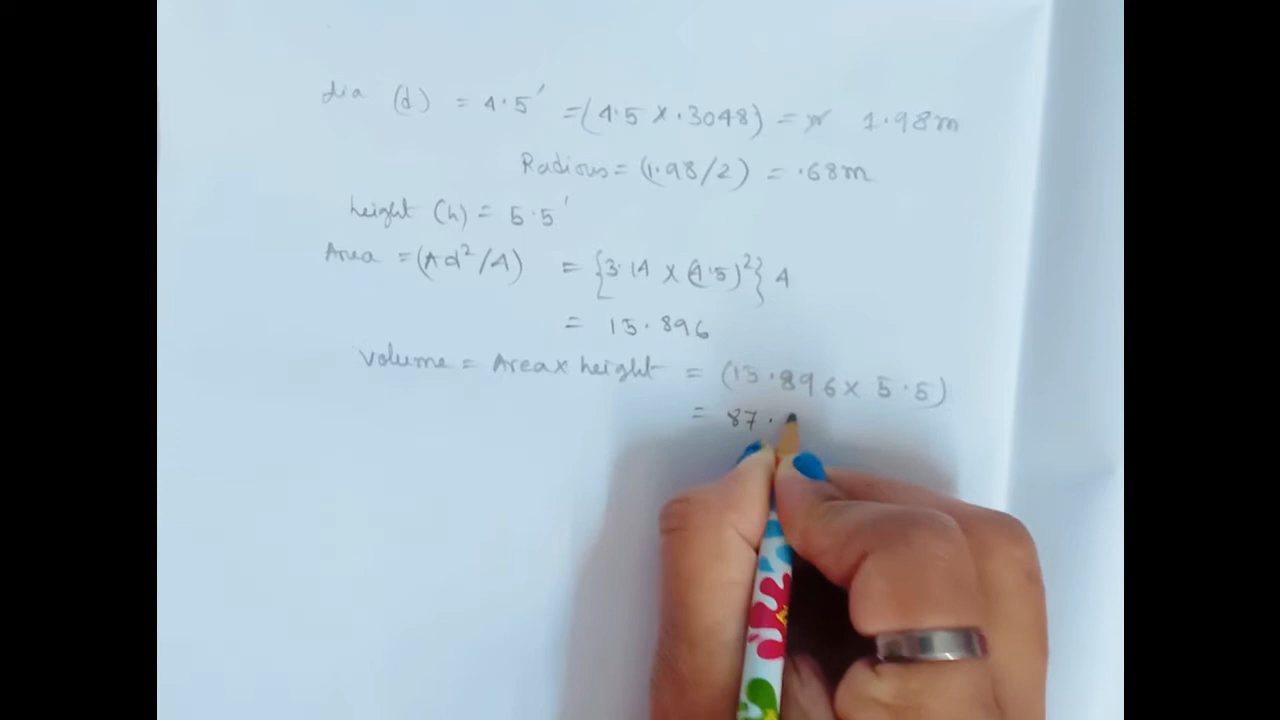 dia (d) = 4.5' = (4.5 × .3048) = 1.98m
Radious = (1.98/2) = .68m
height (h) = 5.5'
Area = (πd²/4) = {3.14 × (4.5)²} 4
= 15.896
Volume = Area x height = (15.896 × 5.5)
= 87.